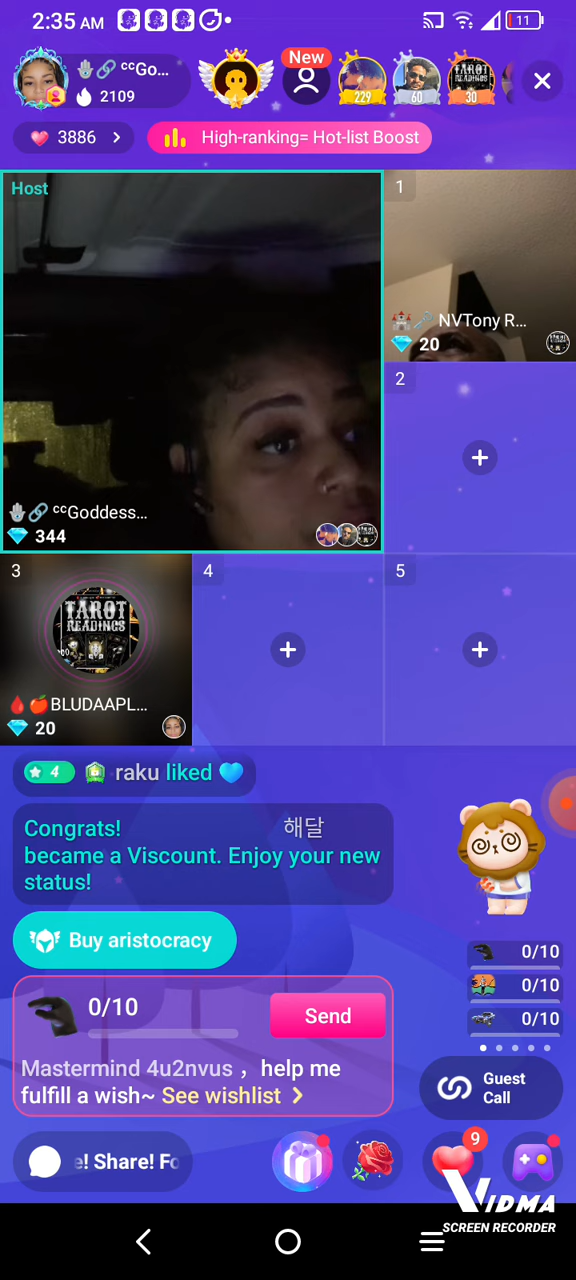 2:35 AM
11
ᶜᶜGo...
2109
New
229
60
30
3886
High-ranking= Hot-list Boost
Host
1
NVTony R...
20
2
ᶜᶜGoddess...
344
3
4
5
TAROT
READINGS
BLUDAAPL...
20
4 raku liked
Congrats! 해달
became a Viscount. Enjoy your new
status!
Buy aristocracy
0/10
0/10
0/10
0/10
Send
Mastermind 4u2nvus , help me
fulfill a wish~ See wishlist
Guest
Call
e! Share! Fo
9
VIDMA
SCREEN RECORDER